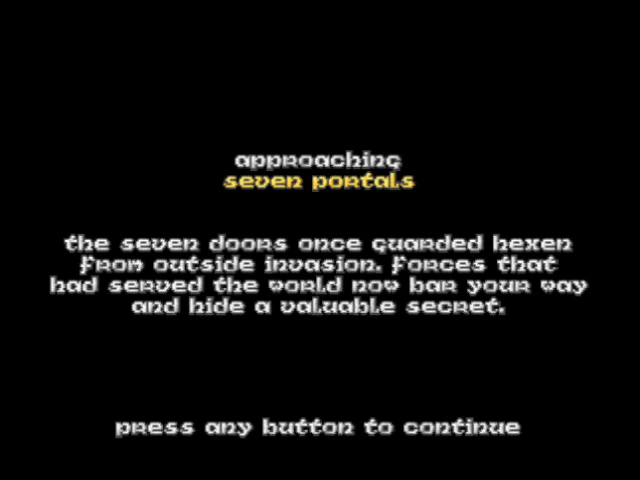 approaching
seven portals
the seven doors once guarded hexen
from outside invasion. forces that
had served the world now bar your way
and hide a valuable secret.
press any button to continue